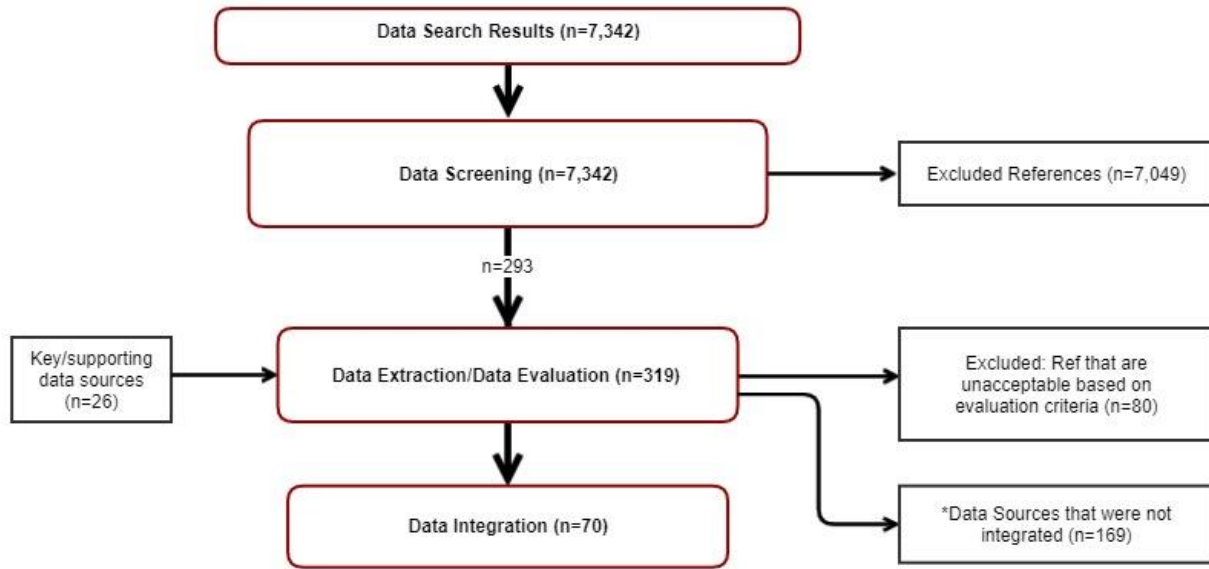 Data Search Results (n=7,342)
Data Screening (n=7,342)
Excluded References (n=7,049)
n=293
Key/supporting
data sources
(n=26)
Data Extraction/Data Evaluation (n=319)
Excluded: Ref that are
unacceptable based on
evaluation criteria (n=80)
Data Integration (n=70)
*Data Sources that were not
integrated (n=169)